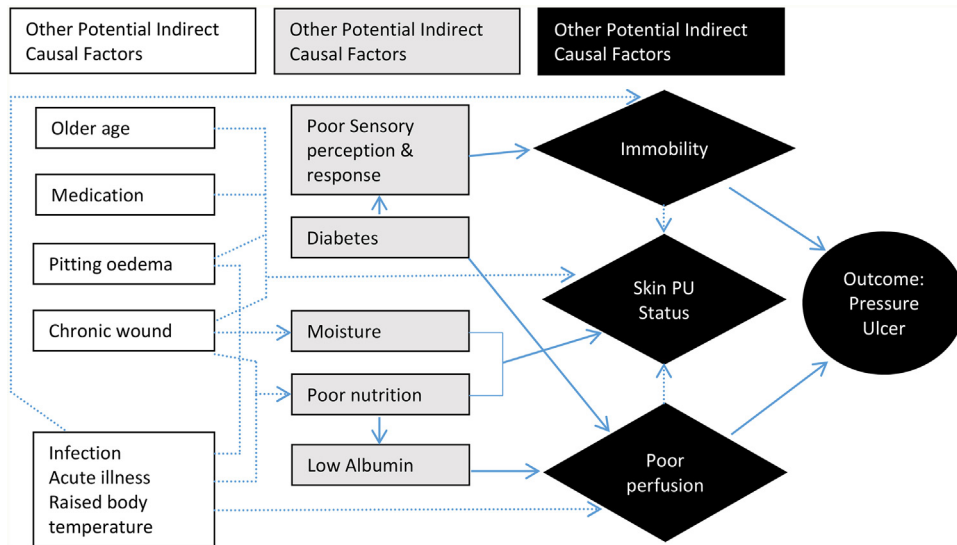 Other Potential Indirect
Causal Factors
Other Potential Indirect
Causal Factors
Other Potential Indirect
Causal Factors
Older age
Medication
Pitting oedema
Chronic wound
Infection
Acute illness
Raised body
temperature
Poor Sensory
perception &
response
Diabetes
Moisture
Poor nutrition
Low Albumin
Immobility
Skin PU
Status
Poor
perfusion
Outcome:
Pressure
Ulcer